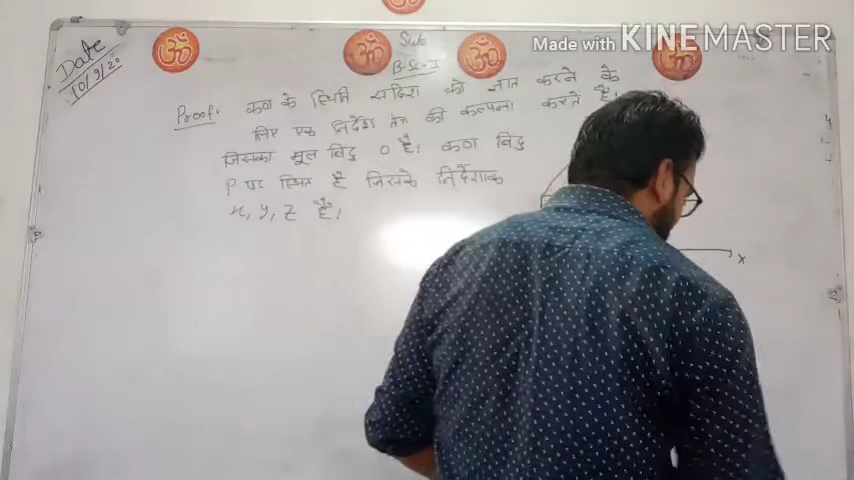 Date
10/9/20
Sub
B.Sc-I
Made with KINEMASTER
Proof: कण के स्थिति सदिश को ज्ञात करने के
लिए एक निर्देश तंत्र की कल्पना करते हैं।
जिसका मूल बिंदु O है। कण बिंदु
P पर स्थित है जिसके निर्देशांक
x, y, z है।
x